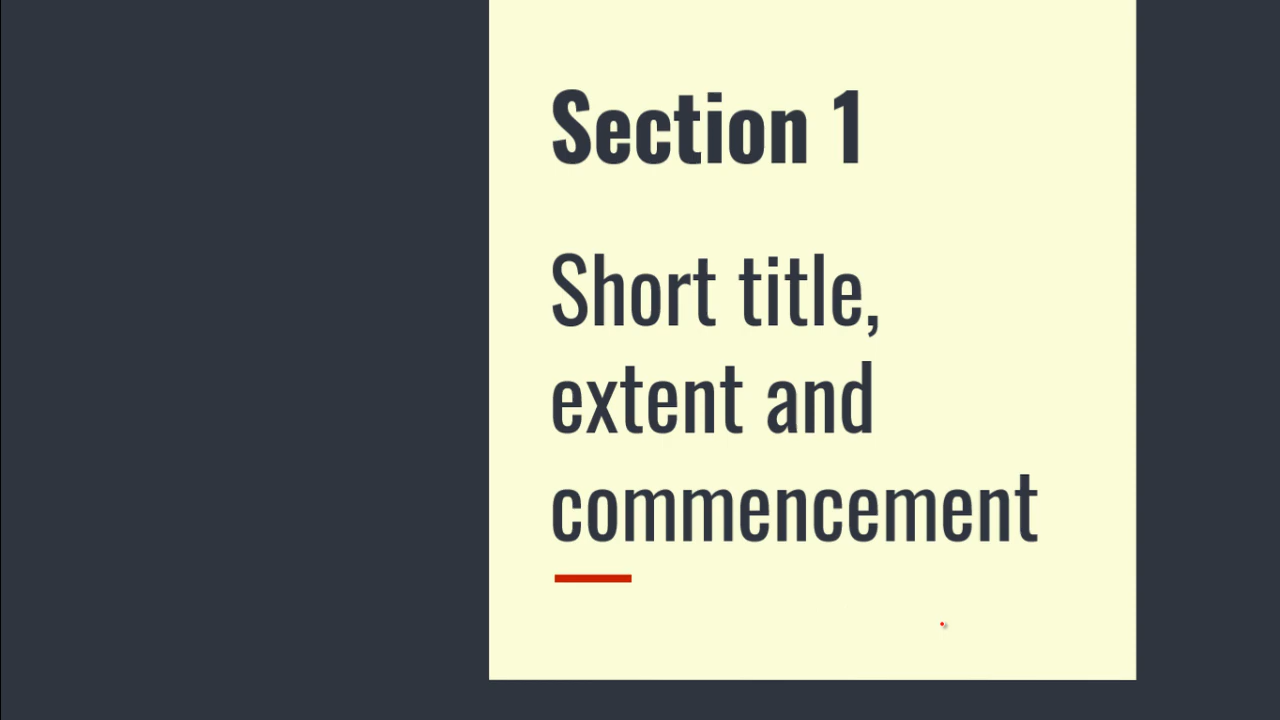 Section 1
Short title,
extent and
commencement